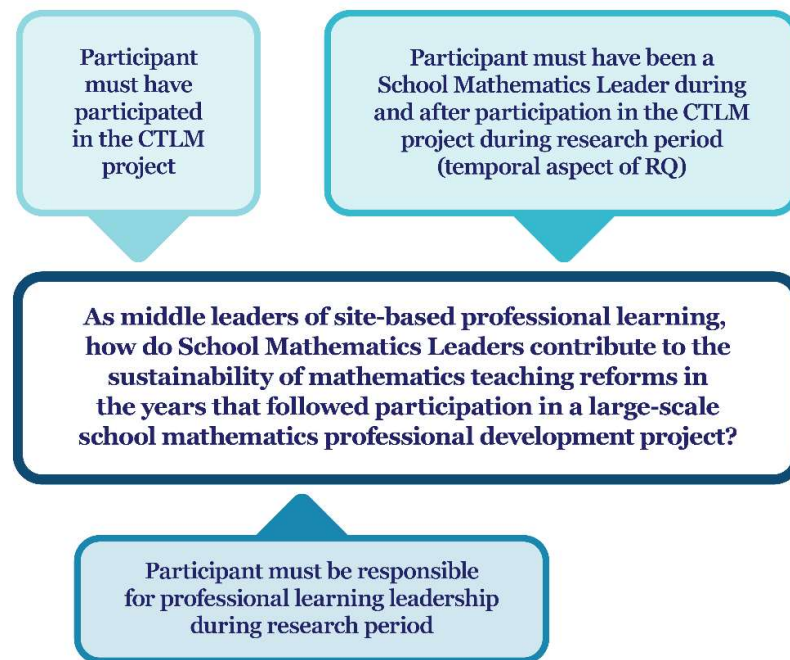 Participant
must have
participated
in the CTLM
project
Participant must have been a
School Mathematics Leader during
and after participation in the CTLM
project during research period
(temporal aspect of RQ)
As middle leaders of site-based professional learning,
how do School Mathematics Leaders contribute to the
sustainability of mathematics teaching reforms in
the years that followed participation in a large-scale
school mathematics professional development project?
Participant must be responsible
for professional learning leadership
during research period